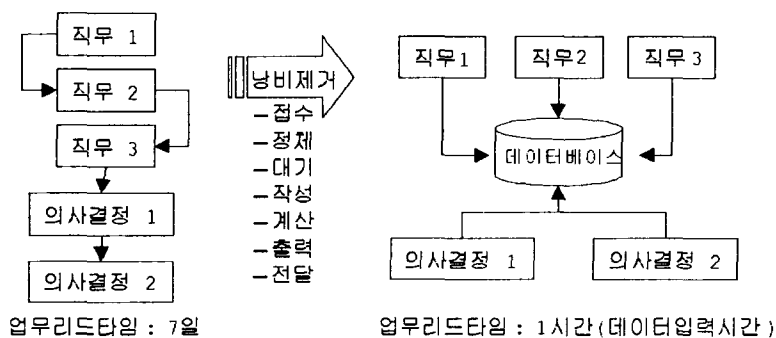 직무 1
직무 2
직무 3
의사결정 1
의사결정 2
업무리드타임 : 7일
낭비제거
-접수
-정체
-대기
-작성
-계산
-출력
-전달
직무1
직무2
직무 3
데이터베이스
의사결정 1
의사결정 2
업무리드타임 : 1시간(데이터입력시간)